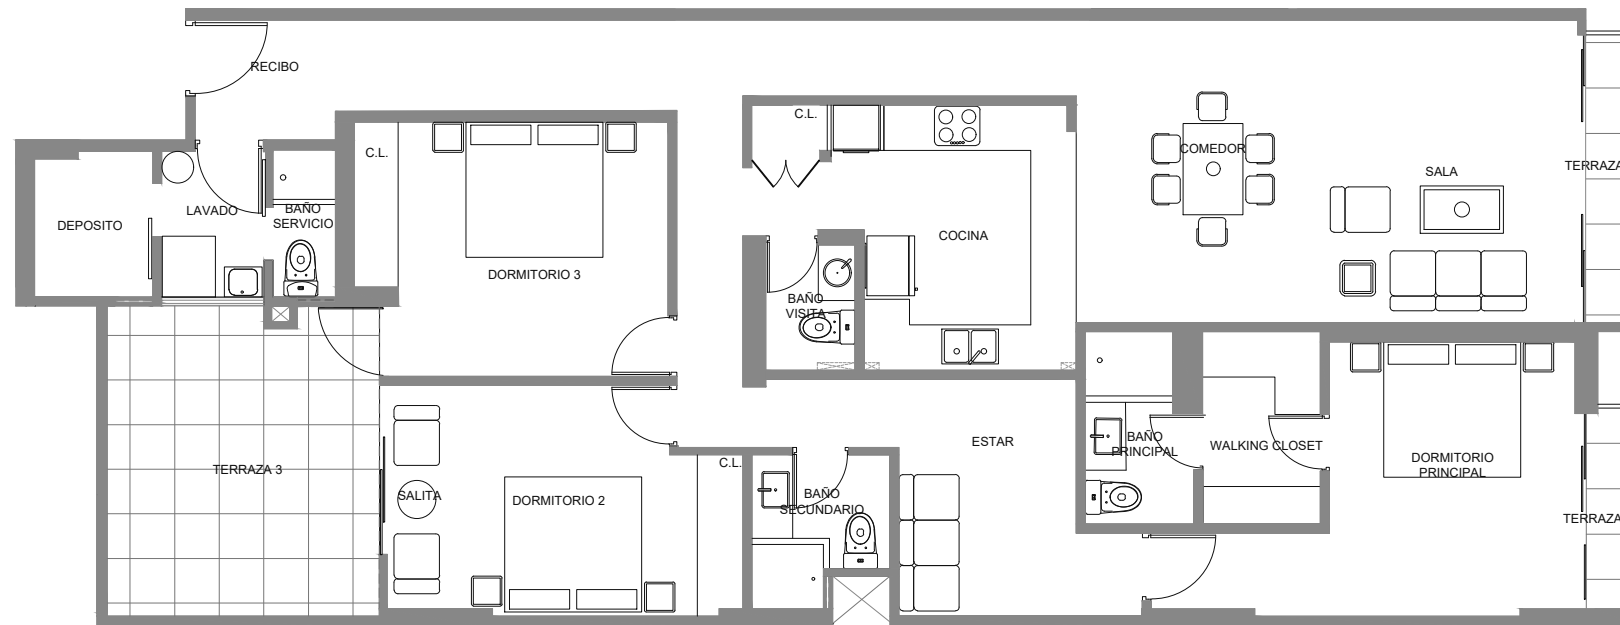 RECIBO
C.L.
C.L.
COMEDOR
SALA
TERRAZA
DEPOSITO
LAVADO
BAÑO
SERVICIO
DORMITORIO 3
COCINA
BAÑO
VISITA
ESTAR
BAÑO
PRINCIPAL
WALKING CLOSET
DORMITORIO
PRINCIPAL
TERRAZA 3
SALITA
DORMITORIO 2
C.L.
BAÑO
SECUNDARIO
TERRAZA